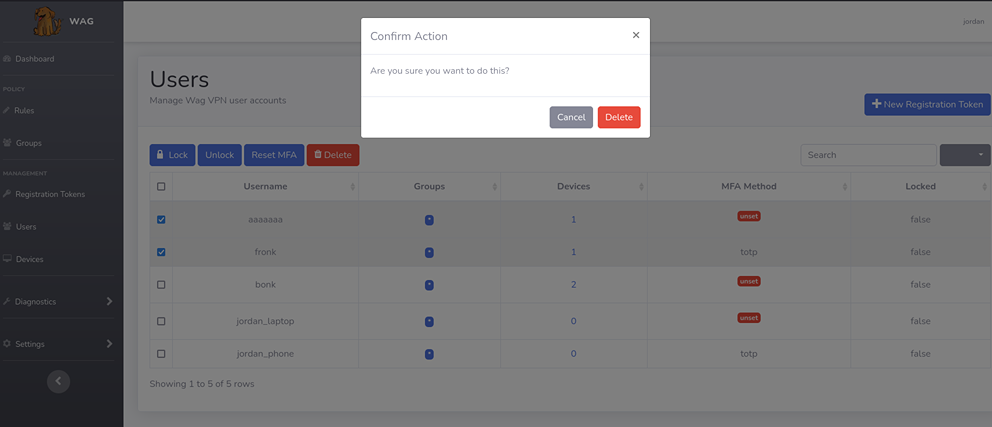 WAG
jordan
Dashboard
POLICY
Rules
Groups
MANAGEMENT
Registration Tokens
Users
Devices
Diagnostics
Settings
Confirm Action
×
Are you sure you want to do this?
Cancel Delete
Users
Manage Wag VPN user accounts
New Registration Token
Lock Unlock Reset MFA Delete
Search
Username Groups Devices MFA Method Locked
aaaaaaa * 1 unset false
fronk * 1 totp false
bonk * 2 unset false
jordan_laptop * 0 unset false
jordan_phone * 0 totp false
Showing 1 to 5 of 5 rows